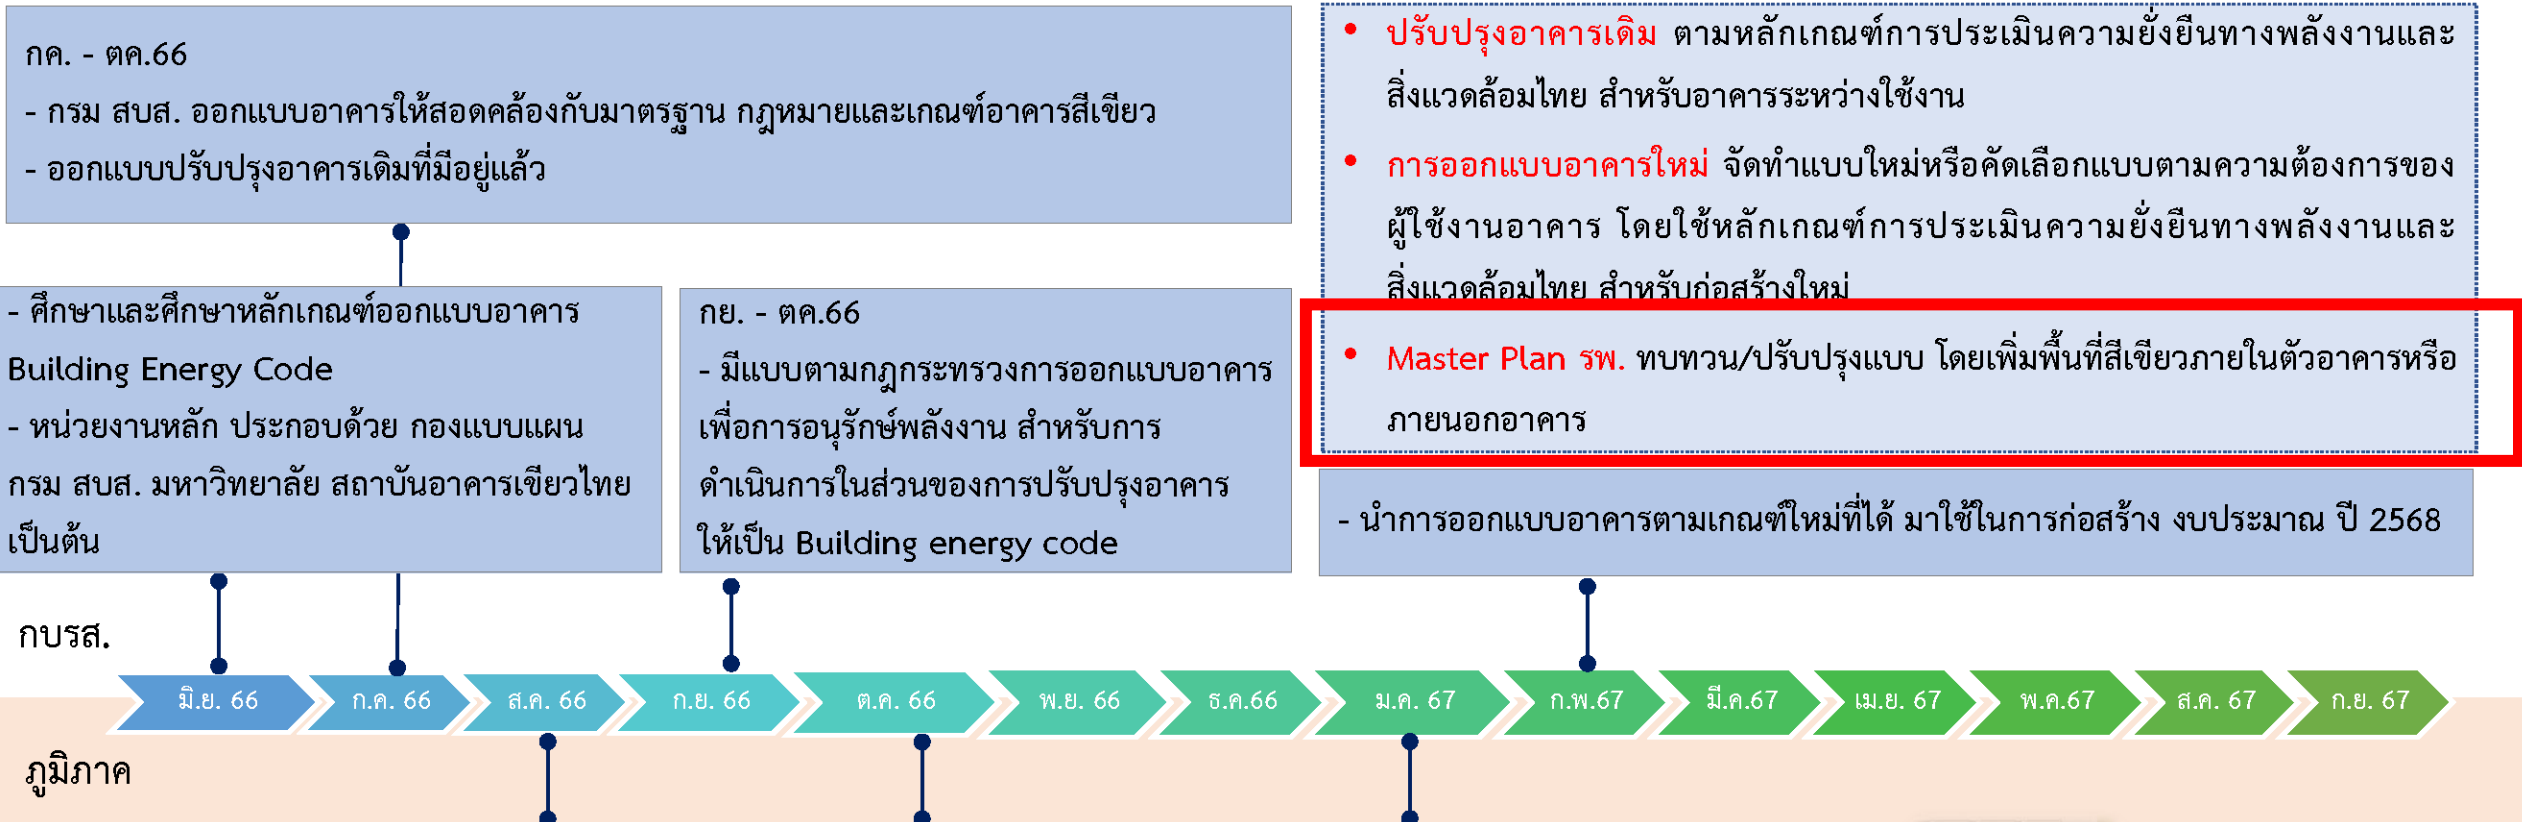 กค. - ตค.66
- กรม สบส. ออกแบบอาคารให้สอดคล้องกับมาตรฐาน กฎหมายและเกณฑ์อาคารสีเขียว
- ออกแบบปรับปรุงอาคารเดิมที่มีอยู่แล้ว
• ปรับปรุงอาคารเดิม ตามหลักเกณฑ์การประเมินความยั่งยืนทางพลังงานและ
สิ่งแวดล้อมไทย สำหรับอาคารระหว่างใช้งาน
• การออกแบบอาคารใหม่ จัดทำแบบใหม่หรือคัดเลือกแบบตามความต้องการของ
ผู้ใช้งานอาคาร โดยใช้หลักเกณฑ์การประเมินความยั่งยืนทางพลังงานและ
สิ่งแวดล้อมไทย สำหรับก่อสร้างใหม่
• Master Plan รพ. ทบทวน/ปรับปรุงแบบ โดยเพิ่มพื้นที่สีเขียวภายในตัวอาคารหรือ
ภายนอกอาคาร
- ศึกษาและศึกษาหลักเกณฑ์ออกแบบอาคาร
Building Energy Code
- หน่วยงานหลัก ประกอบด้วย กองแบบแผน
กรม สบส. มหาวิทยาลัย สถาบันอาคารเขียวไทย
เป็นต้น
กย. - ตค.66
- มีแบบตามกฎกระทรวงการออกแบบอาคาร
เพื่อการอนุรักษ์พลังงาน สำหรับการ
ดำเนินการในส่วนของการปรับปรุงอาคาร
ให้เป็น Building energy code
- นำการออกแบบอาคารตามเกณฑ์ใหม่ที่ได้ มาใช้ในการก่อสร้าง งบประมาณ ปี 2568
กบรส.
มิ.ย. 66
ก.ค. 66
ส.ค. 66
ก.ย. 66
ต.ค. 66
พ.ย. 66
ธ.ค.66
ม.ค. 67
ก.พ.67
มี.ค.67
เม.ย. 67
พ.ค.67
ส.ค. 67
ก.ย. 67
ภูมิภาค